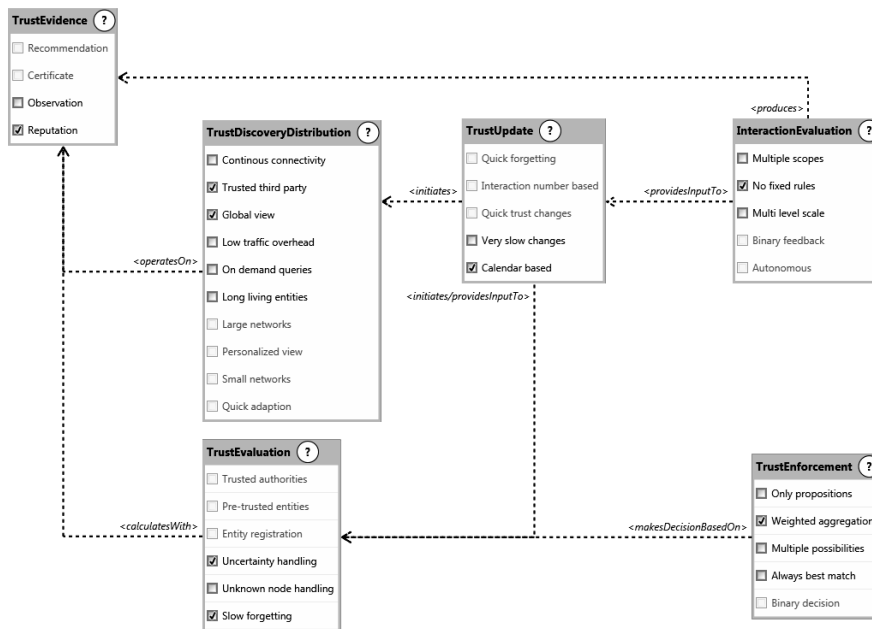 TrustEvidence ?
Recommendation
Certificate
Observation
Reputation
<produces>
TrustDiscoveryDistribution ?
Continous connectivity
Trusted third party
Global view
Low traffic overhead
On demand queries
Long living entities
Large networks
Personalized view
Small networks
Quick adaption
<operatesOn>
<initiates>
TrustUpdate ?
Quick forgetting
Interaction number based
Quick trust changes
Very slow changes
Calendar based
<initiates/providesInputTo>
<providesInputTo>
InteractionEvaluation ?
Multiple scopes
No fixed rules
Multi level scale
Binary feedback
Autonomous
TrustEvaluation ?
Trusted authorities
Pre-trusted entities
Entity registration
Uncertainty handling
Unknown node handling
Slow forgetting
<calculatesWith>
<makesDecisionBasedOn>
TrustEnforcement ?
Only propositions
Weighted aggregation
Multiple possibilities
Always best match
Binary decision